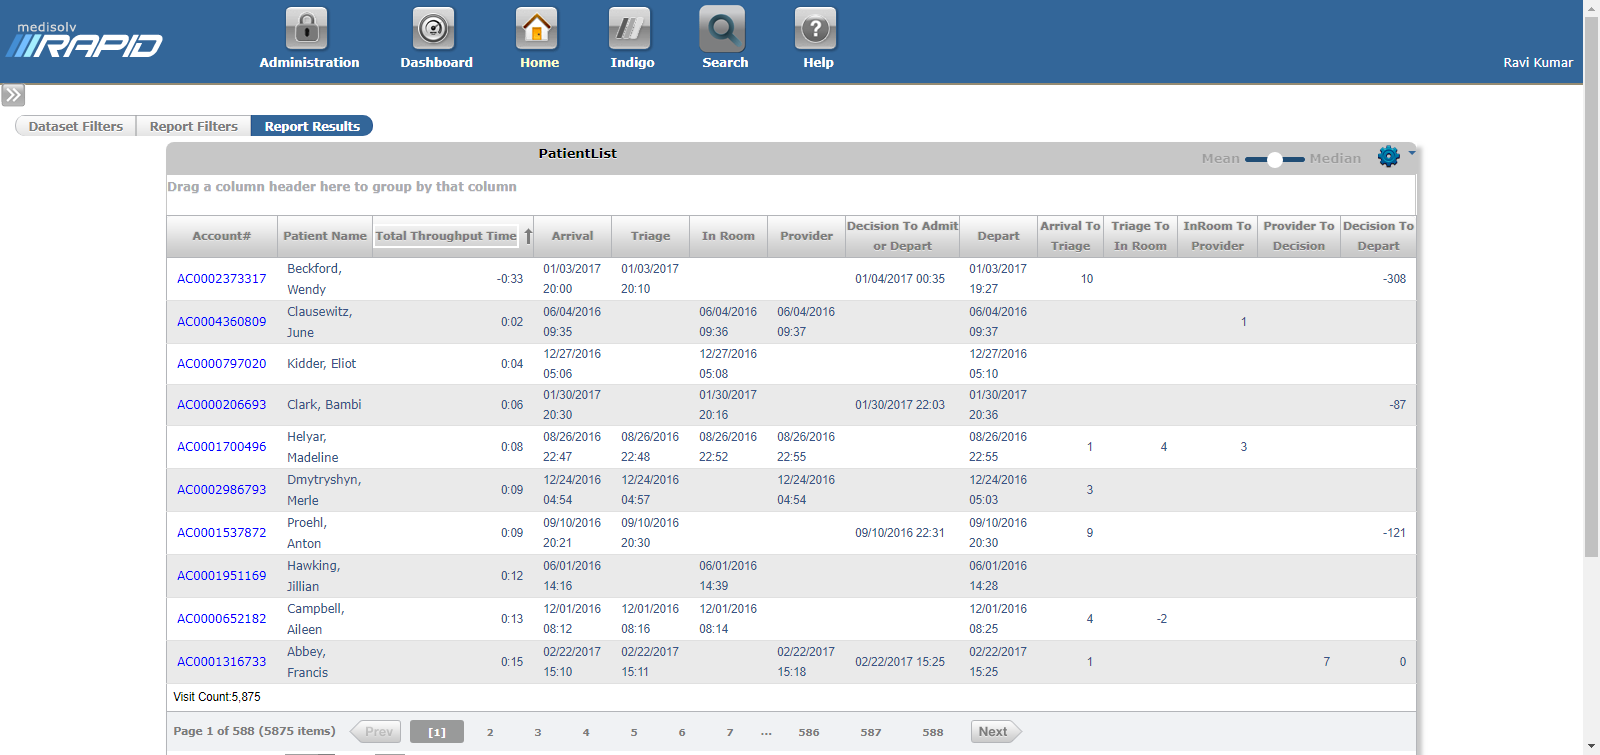 medisolv
RAPID
Administration
Dashboard
Home
Indigo
Search
Help
Ravi Kumar
Dataset Filters
Report Filters
Report Results
PatientList
Mean
Median
Drag a column header here to group by that column
Account#
Patient Name
Total Throughput Time
Arrival
Triage
In Room
Provider
Decision To Admit
or Depart
Depart
Arrival To
Triage
Triage To
In Room
InRoom To
Provider
Provider To
Decision
Decision To
Depart
AC0002373317 Beckford, -0:33 01/03/2017 01/03/2017 01/04/2017 00:35 01/03/2017 10 -308
Wendy 20:00 20:10 19:27
AC0004360809 Clausewitz, 0:02 06/04/2016 06/04/2016 06/04/2016 06/04/2016 1
June 09:35 09:36 09:37 09:37
AC0000797020 Kidder, Eliot 0:04 12/27/2016 12/27/2016 12/27/2016
05:06 05:08 05:10
AC0000206693 Clark, Bambi 0:06 01/30/2017 01/30/2017 01/30/2017 22:03 01/30/2017 -87
20:30 20:16 20:36
AC0001700496 Helyar, 0:08 08/26/2016 08/26/2016 08/26/2016 08/26/2016 08/26/2016 1 4 3
Madeline 22:47 22:48 22:52 22:55 22:55
AC0002986793 Dmytryshyn, 0:09 12/24/2016 12/24/2016 12/24/2016 12/24/2016 3
Merle 04:54 04:57 04:54 05:03
AC0001537872 Proehl, 0:09 09/10/2016 09/10/2016 09/10/2016 22:31 09/10/2016 9 -121
Anton 20:21 20:30 20:30
AC0001951169 Hawking, 0:12 06/01/2016 06/01/2016 06/01/2016
Jillian 14:16 14:39 14:28
AC0000652182 Campbell, 0:13 12/01/2016 12/01/2016 12/01/2016 12/01/2016 4 -2
Aileen 08:12 08:16 08:14 08:25
AC0001316733 Abbey, 0:15 02/22/2017 02/22/2017 02/22/2017 02/22/2017 15:25 02/22/2017 1 7 0
Francis 15:10 15:11 15:18 15:25
Visit Count:5,875
Page 1 of 588 (5875 items) Prev [1] 2 3 4 5 6 7 ... 586 587 588 Next